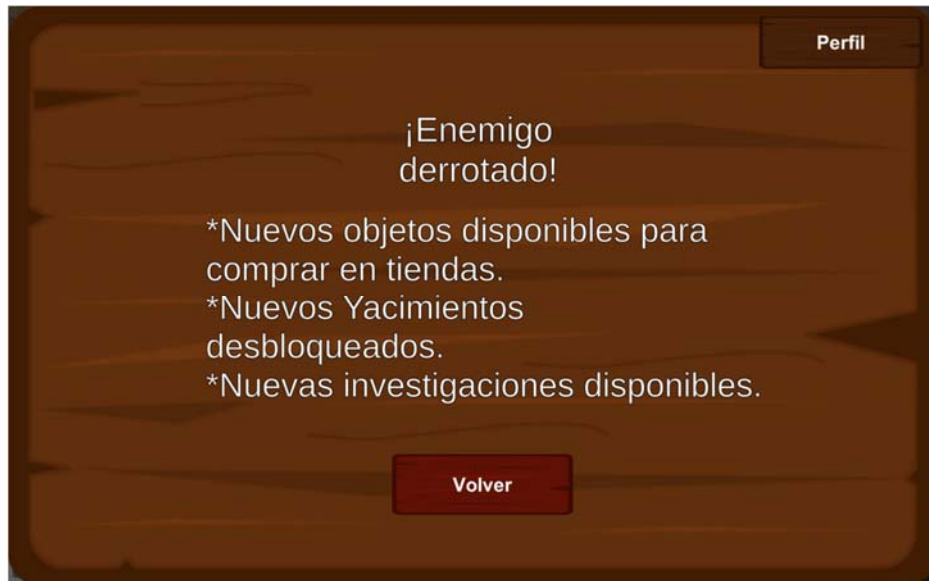 Perfil
¡Enemigo
derrotado!
*Nuevos objetos disponibles para
comprar en tiendas.
*Nuevos Yacimientos
desbloqueados.
*Nuevas investigaciones disponibles.
Volver